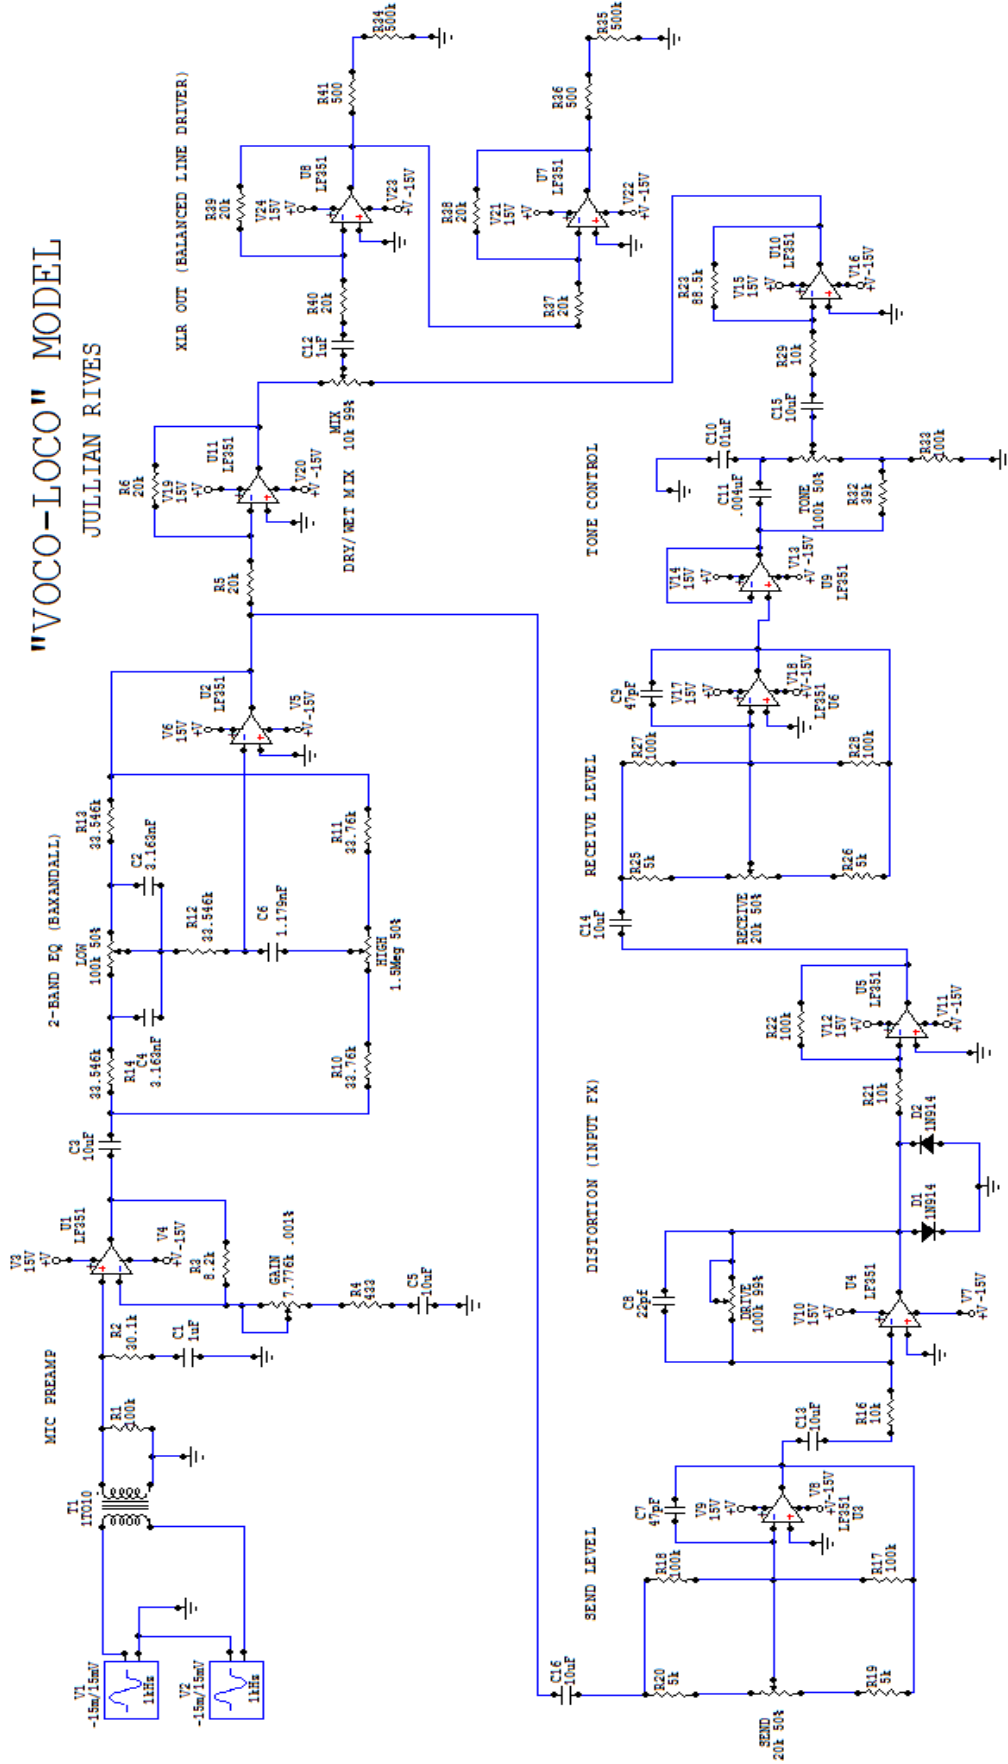 "VOCO-LOCO" MODEL
JULLIAN RIVES
MIC PREAMP
V1
-15m/15mV
1kHz
V2
-15m/15mV
1kHz
T1
1TO10
R1
100k
R2
30.1k
C1
1uF
V3
15V
+V
U1
LF351
V4
+V-15V
R3
8.2k
GAIN
7.776k .001%
R4
433
C5
10uF
C3
10uF
2-BAND EQ (BAXANDALL)
33.546k
R14
C4
3.163nF
LOW
100k 50%
R13
33.546k
C2
3.163nF
R12
33.546k
C6
1.179nF
R10
33.76k
HIGH
1.5Meg 50%
R11
33.76k
V6
15V
+V
U2
LF351
V5
+V-15V
R5
20k
R6
20k
V19
15V
+V
U11
LF351
V20
+V-15V
DRY/WET MIX
MIX
10k 99%
C12
1uF
XLR OUT (BALANCED LINE DRIVER)
R40
20k
R39
20k
V24
15V
+V
U8
LF351
V23
+V-15V
R41
500
R34
500k
R37
20k
R38
20k
V21
15V
+V
U7
LF351
V22
+V-15V
R36
500
R35
500k
SEND LEVEL
C16
10uF
R20
5k
SEND
20k 50%
R19
5k
R18
100k
R17
100k
C7
47pF
V9
15V
+V
V8
+V-15V
LF351
U3
C13
10uF
DISTORTION (INPUT FX)
R16
10k
C8
22pf
DRIVE
100k 99%
V10
15V
+V
U4
LF351
V7
+V-15V
D1
1N914
D2
1N914
R21
10k
R22
100k
V12
15V
+V
U5
LF351
V11
+V-15V
RECEIVE LEVEL
C14
10uF
R25
5k
RECEIVE
20k 50%
R26
5k
R27
100k
R28
100k
C9
47pF
V17
15V
+V
V18
+V-15V
LF351
U6
TONE CONTROL
V14
15V
+V
V13
+V-15V
U9
LF351
C11
.004uF
C10
.01uF
TONE
100k 50%
R32
39k
R33
100k
C15
10uF
R29
10k
R23
88.5k
V15
15V
+V
U10
LF351
V16
+V-15V